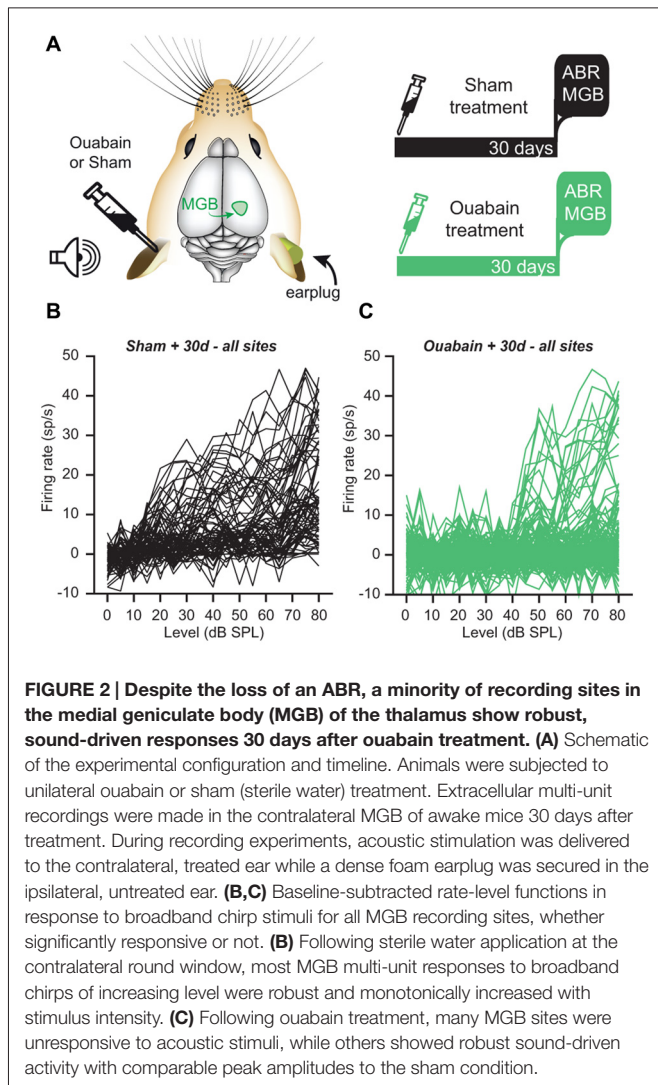 A
Ouabain
or Sham
MGB
earplug
Sham
treatment
30 days
ABR
MGB
Ouabain
treatment
30 days
ABR
MGB
B
Sham + 30d - all sites
Firing rate (sp/s)
50
40
30
20
10
0
-10
0 10 20 30 40 50 60 70 80
Level (dB SPL)
C
Ouabain + 30d - all sites
Firing rate (sp/s)
50
40
30
20
10
0
-10
0 10 20 30 40 50 60 70 80
Level (dB SPL)
FIGURE 2 | Despite the loss of an ABR, a minority of recording sites in
the medial geniculate body (MGB) of the thalamus show robust,
sound-driven responses 30 days after ouabain treatment. (A) Schematic
of the experimental configuration and timeline. Animals were subjected to
unilateral ouabain or sham (sterile water) treatment. Extracellular multi-unit
recordings were made in the contralateral MGB of awake mice 30 days after
treatment. During recording experiments, acoustic stimulation was delivered
to the contralateral, treated ear while a dense foam earplug was secured in the
ipsilateral, untreated ear. (B,C) Baseline-subtracted rate-level functions in
response to broadband chirp stimuli for all MGB recording sites, whether
significantly responsive or not. (B) Following sterile water application at the
contralateral round window, most MGB multi-unit responses to broadband
chirps of increasing level were robust and monotonically increased with
stimulus intensity. (C) Following ouabain treatment, many MGB sites were
unresponsive to acoustic stimuli, while others showed robust sound-driven
activity with comparable peak amplitudes to the sham condition.